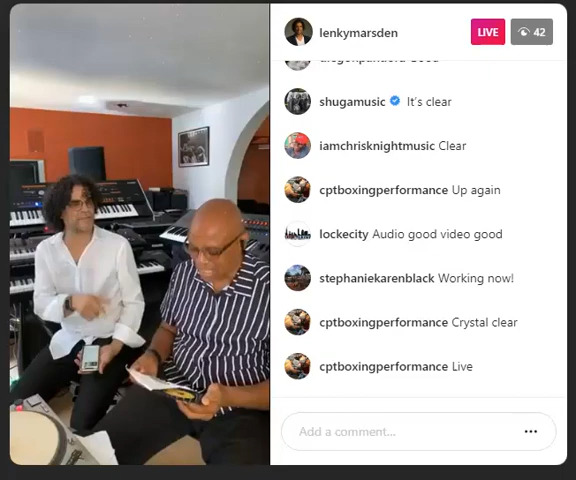 lenkymarsden
LIVE
42
shugamusic It's clear
iamchrisknightmusic Clear
cptboxingperformance Up again
lockecity Audio good video good
stephaniekarenblack Working now!
cptboxingperformance Crystal clear
cptboxingperformance Live
Add a comment...